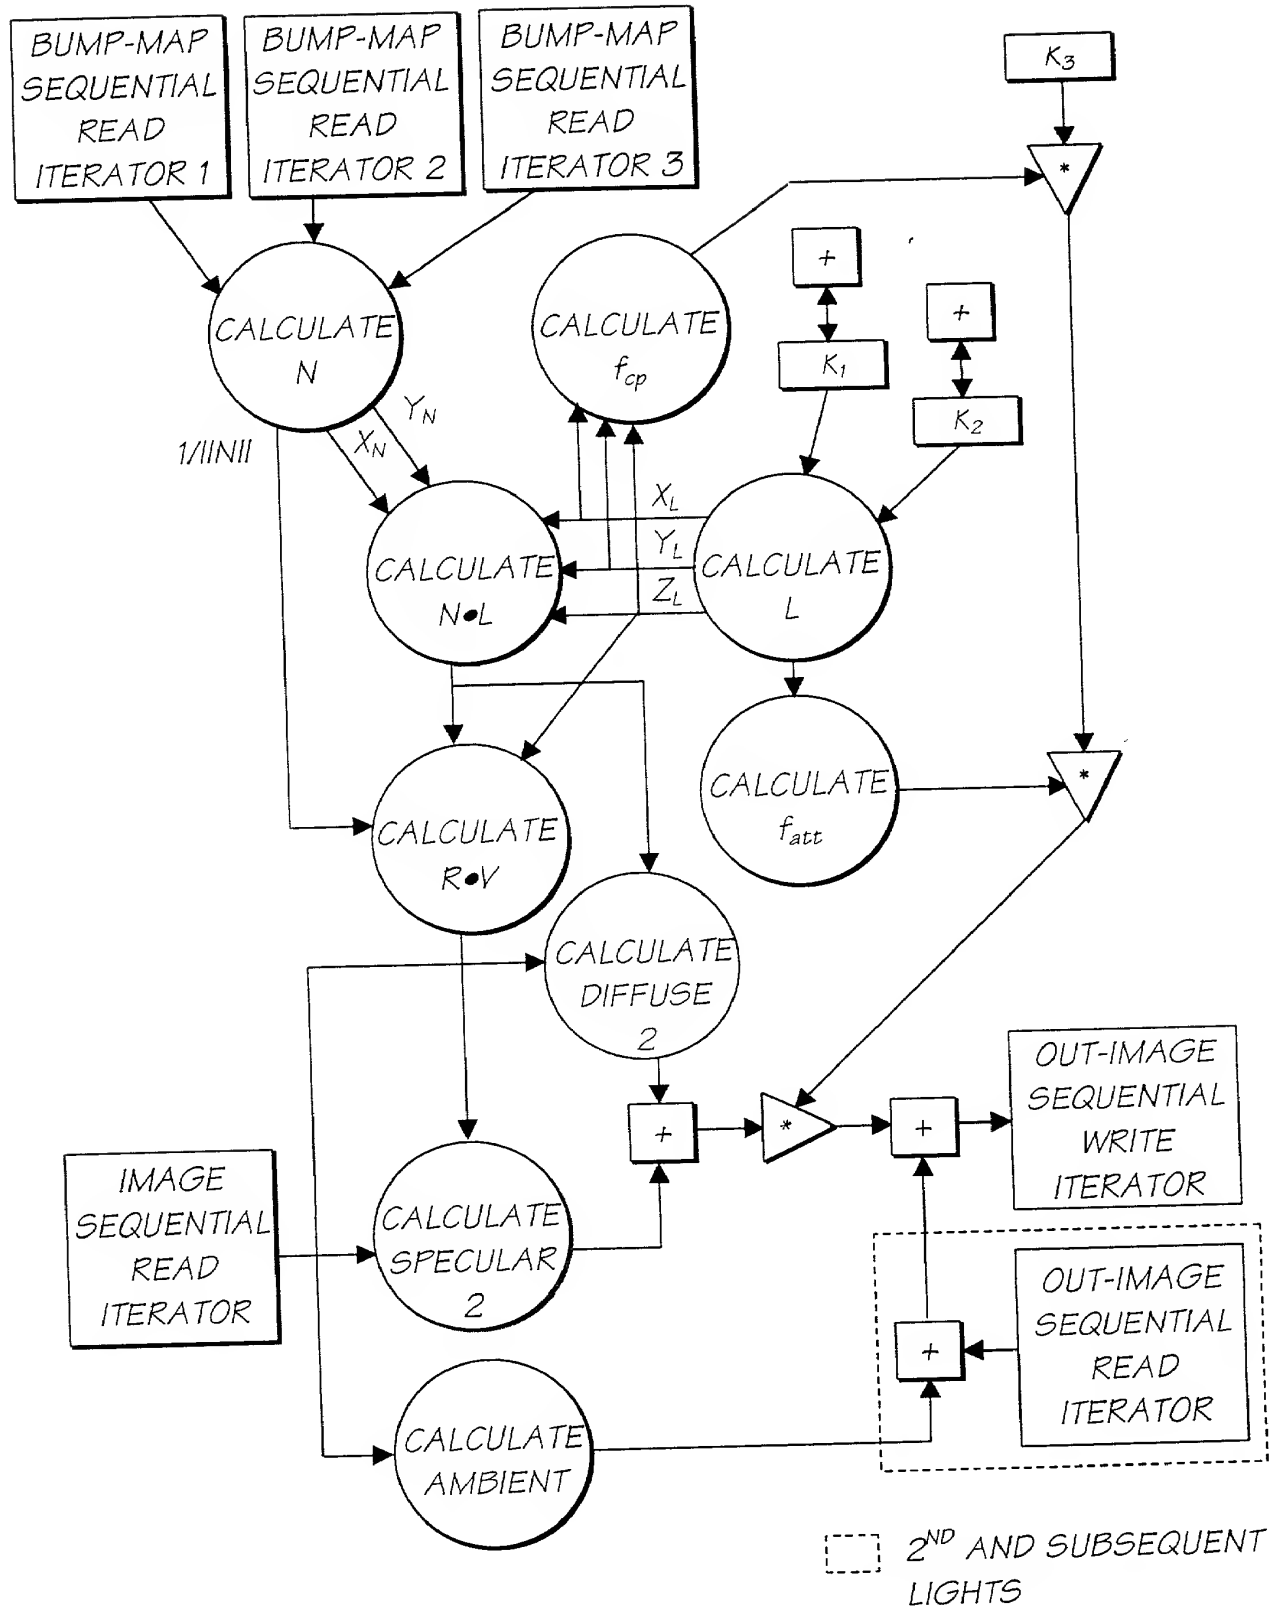 BUMP-MAP
SEQUENTIAL
READ
ITERATOR 1
BUMP-MAP
SEQUENTIAL
READ
ITERATOR 2
BUMP-MAP
SEQUENTIAL
READ
ITERATOR 3
K3
*
CALCULATE
N
CALCULATE
fcp
+
K1
+
K2
1/||N||
XN
YN
CALCULATE
N•L
XL
YL
ZL
CALCULATE
L
CALCULATE
R•V
CALCULATE
fatt
*
CALCULATE
DIFFUSE
2
+
*
+
OUT-IMAGE
SEQUENTIAL
WRITE
ITERATOR
IMAGE
SEQUENTIAL
READ
ITERATOR
CALCULATE
SPECULAR
2
+
OUT-IMAGE
SEQUENTIAL
READ
ITERATOR
CALCULATE
AMBIENT
2ND AND SUBSEQUENT
LIGHTS